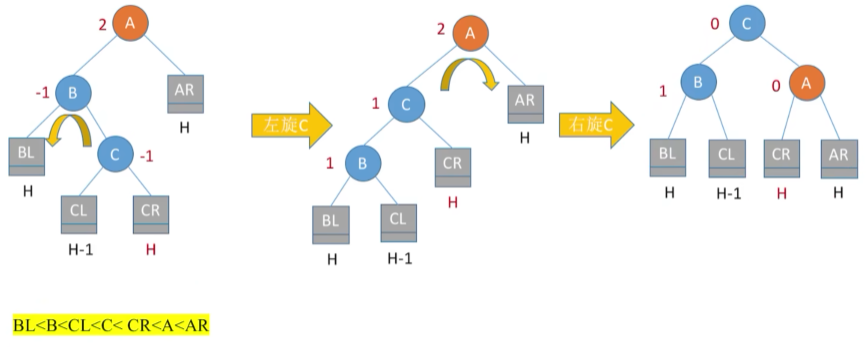 2 A
-1 B
AR
H
BL
H
C -1
CL
H-1
CR
H
左旋C
2 A
1 C
AR
H
1 B
CR
H
BL
H
CL
H-1
右旋C
0 C
1 B
0 A
BL
CL
CR
AR
H
H-1
H
H
BL<B<CL<C< CR<A<AR